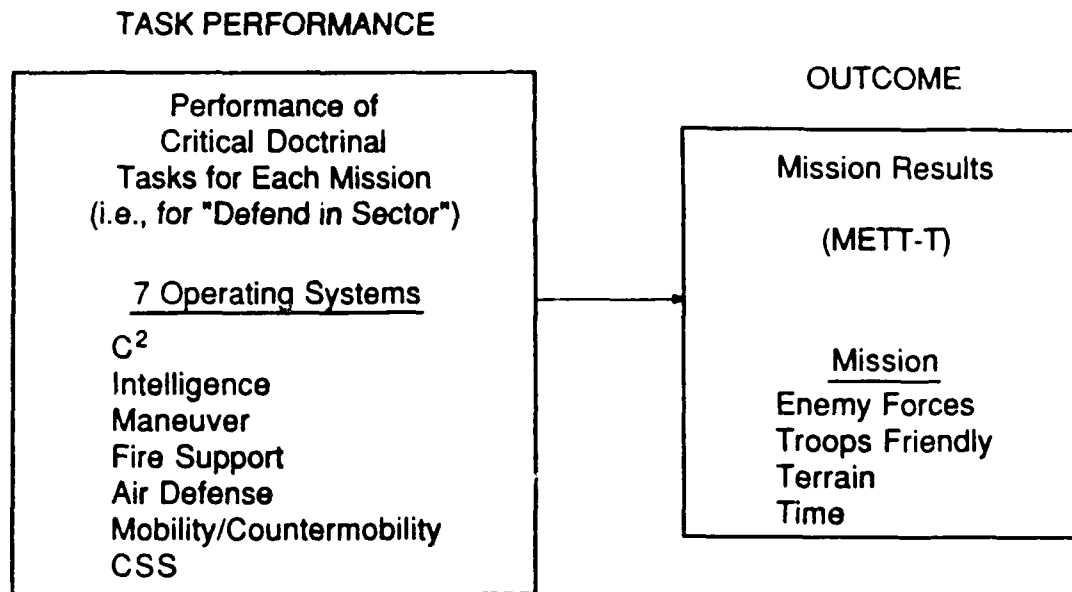 TASK PERFORMANCE
Performance of
Critical Doctrinal
Tasks for Each Mission
(i.e., for "Defend in Sector")
7 Operating Systems
C²
Intelligence
Maneuver
Fire Support
Air Defense
Mobility/Countermobility
CSS
OUTCOME
Mission Results
(METT-T)
Mission
Enemy Forces
Troops Friendly
Terrain
Time